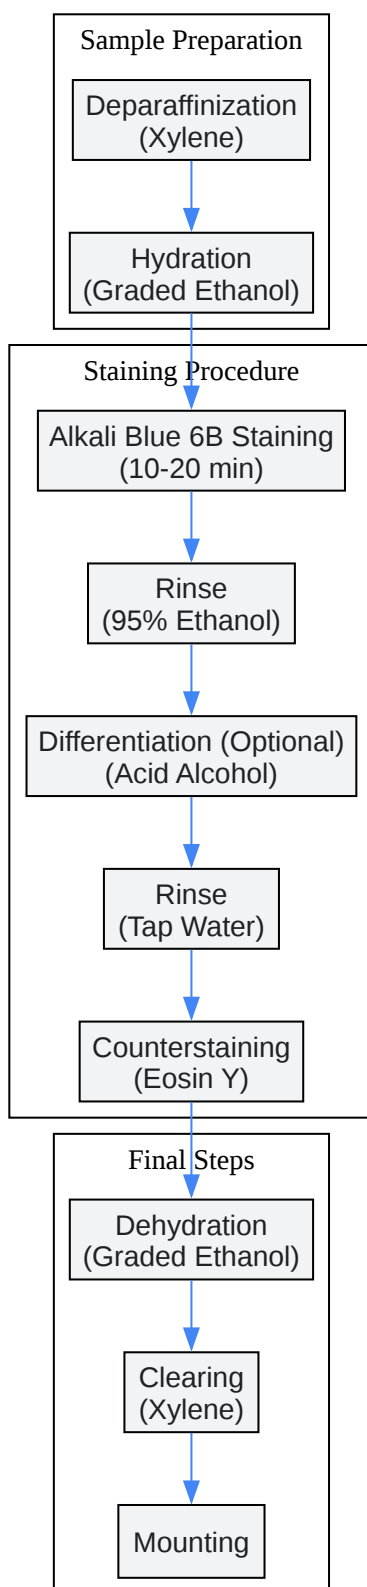 Sample Preparation
Deparaffinization
(Xylene)
Hydration
(Graded Ethanol)
Staining Procedure
Alkali Blue 6B Staining
(10-20 min)
Rinse
(95% Ethanol)
Differentiation (Optional)
(Acid Alcohol)
Rinse
(Tap Water)
Counterstaining
(Eosin Y)
Final Steps
Dehydration
(Graded Ethanol)
Clearing
(Xylene)
Mounting